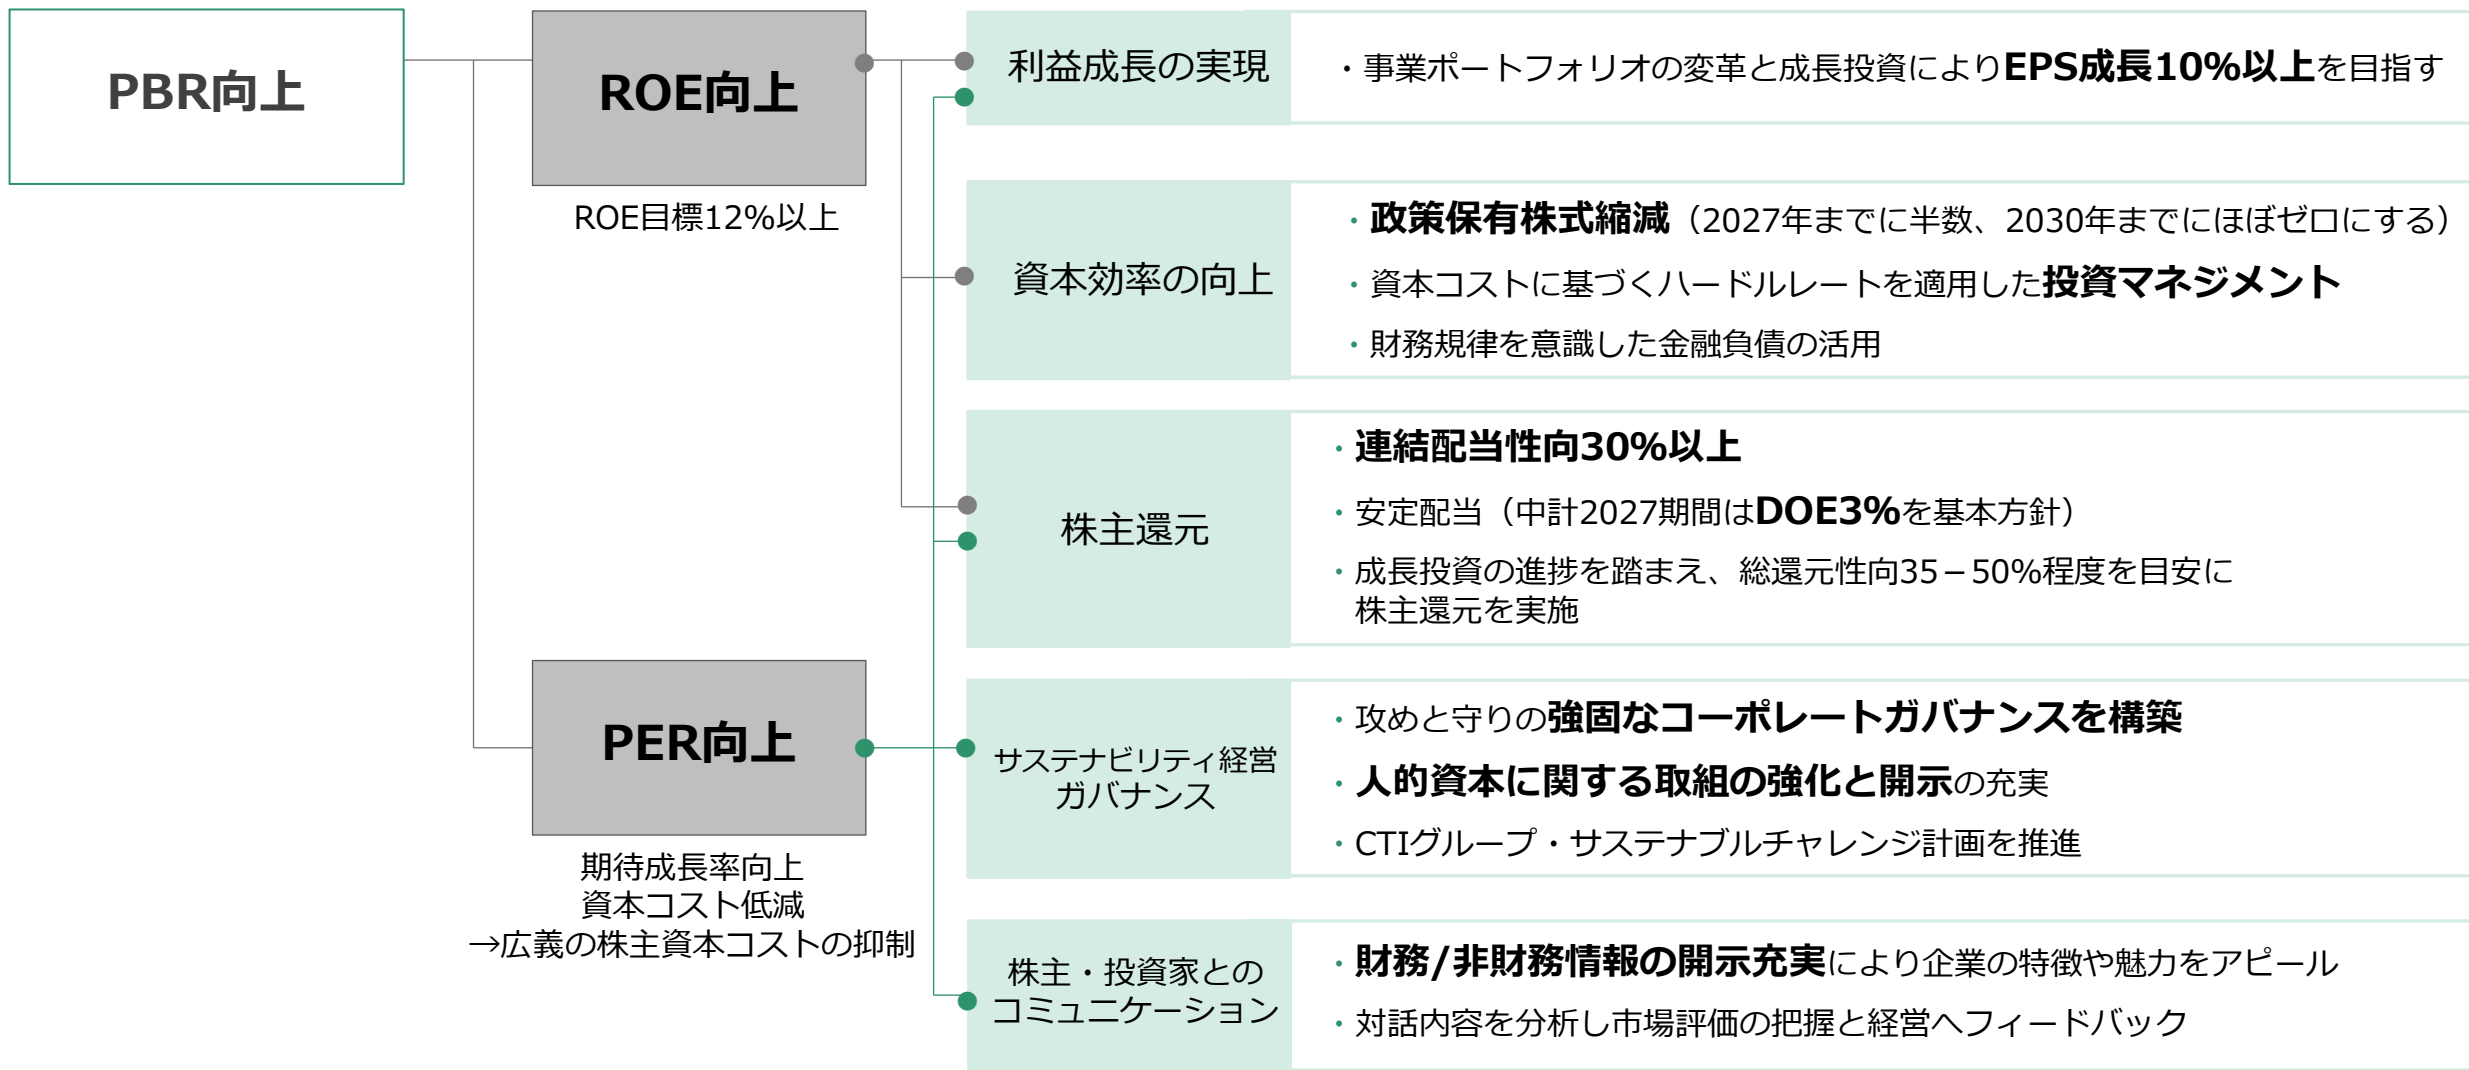 PBR向上
ROE向上
ROE目標12%以上
利益成長の実現
・事業ポートフォリオの変革と成長投資によりEPS成長10%以上を目指す
資本効率の向上
・政策保有株式縮減（2027年までに半数、2030年までにほぼゼロにする）
・資本コストに基づくハードルレートを適用した投資マネジメント
・財務規律を意識した金融負債の活用
株主還元
・連結配当性向30%以上
・安定配当（中計2027期間はDOE3%を基本方針）
・成長投資の進捗を踏まえ、総還元性向35－50%程度を目安に
株主還元を実施
PER向上
期待成長率向上
資本コスト低減
→広義の株主資本コストの抑制
サステナビリティ経営
ガバナンス
・攻めと守りの強固なコーポレートガバナンスを構築
・人的資本に関する取組の強化と開示の充実
・CTIグループ・サステナブルチャレンジ計画を推進
株主・投資家との
コミュニケーション
・財務/非財務情報の開示充実により企業の特徴や魅力をアピール
・対話内容を分析し市場評価の把握と経営へフィードバック